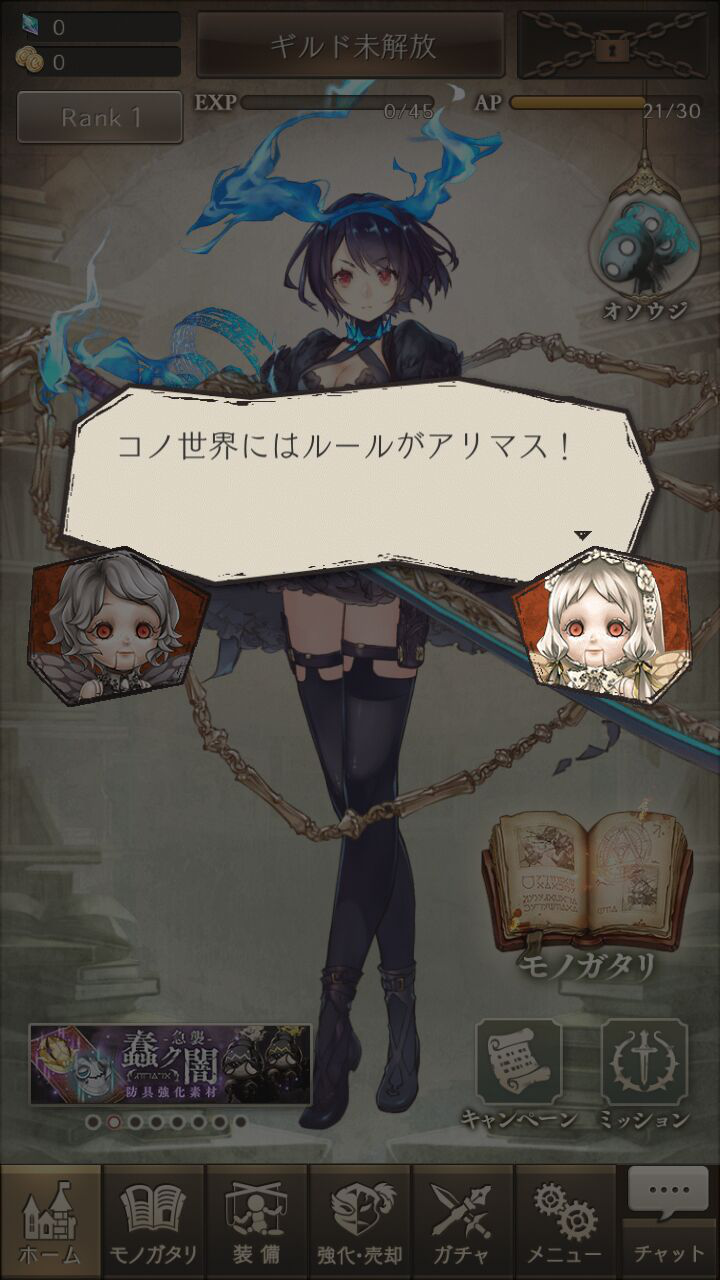 0
ギルド未解放
0
Rank 1
EXP
0/45
AP
21/30
オソウジ
コノ世界にはルールがアリマス！
モノガタリ
-急襲-
蠢ク闇
防具強化素材
キャンペーン
ミッション
ホーム
モノガタリ
装備
強化・売却
ガチャ
メニュー
チャット